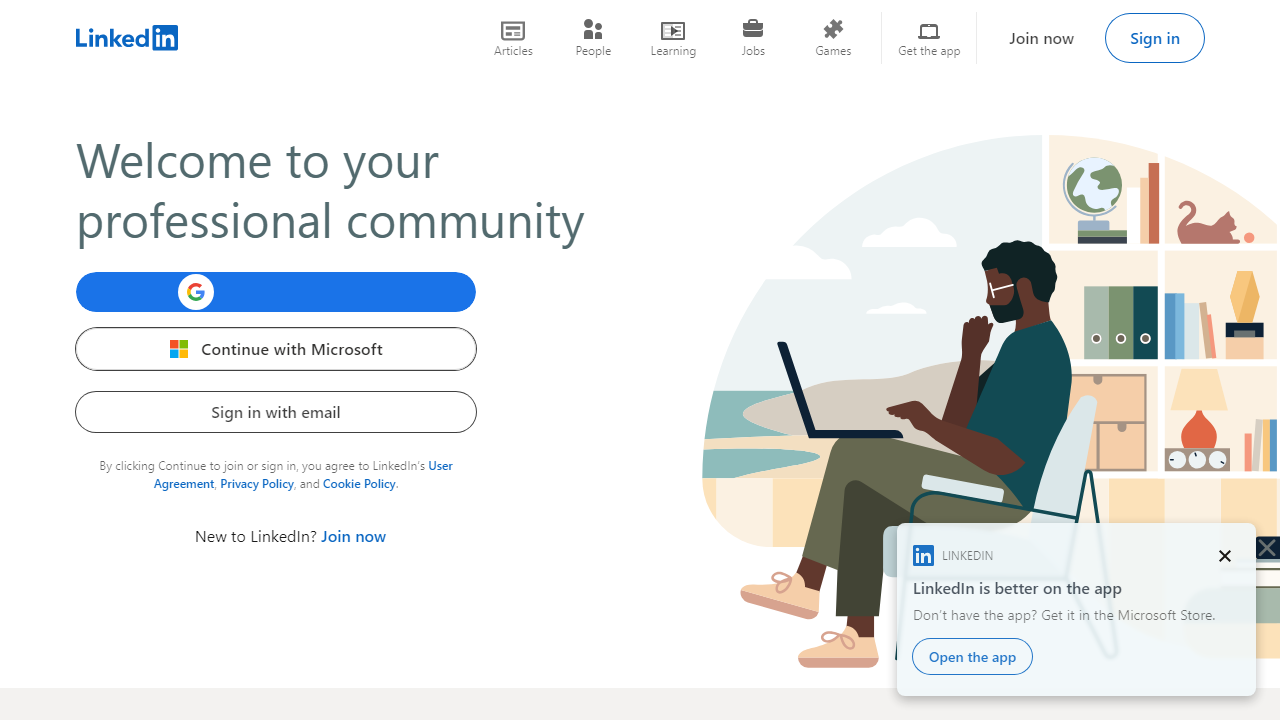 Linked in
Articles
People
Learning
Jobs
Games
Get the app
Join now
Sign in
Welcome to your
professional community
Continue with Microsoft
Sign in with email
By clicking Continue to join or sign in, you agree to LinkedIn’s User
Agreement, Privacy Policy, and Cookie Policy.
New to LinkedIn? Join now
in LINKEDIN
LinkedIn is better on the app
Don’t have the app? Get it in the Microsoft Store.
Open the app